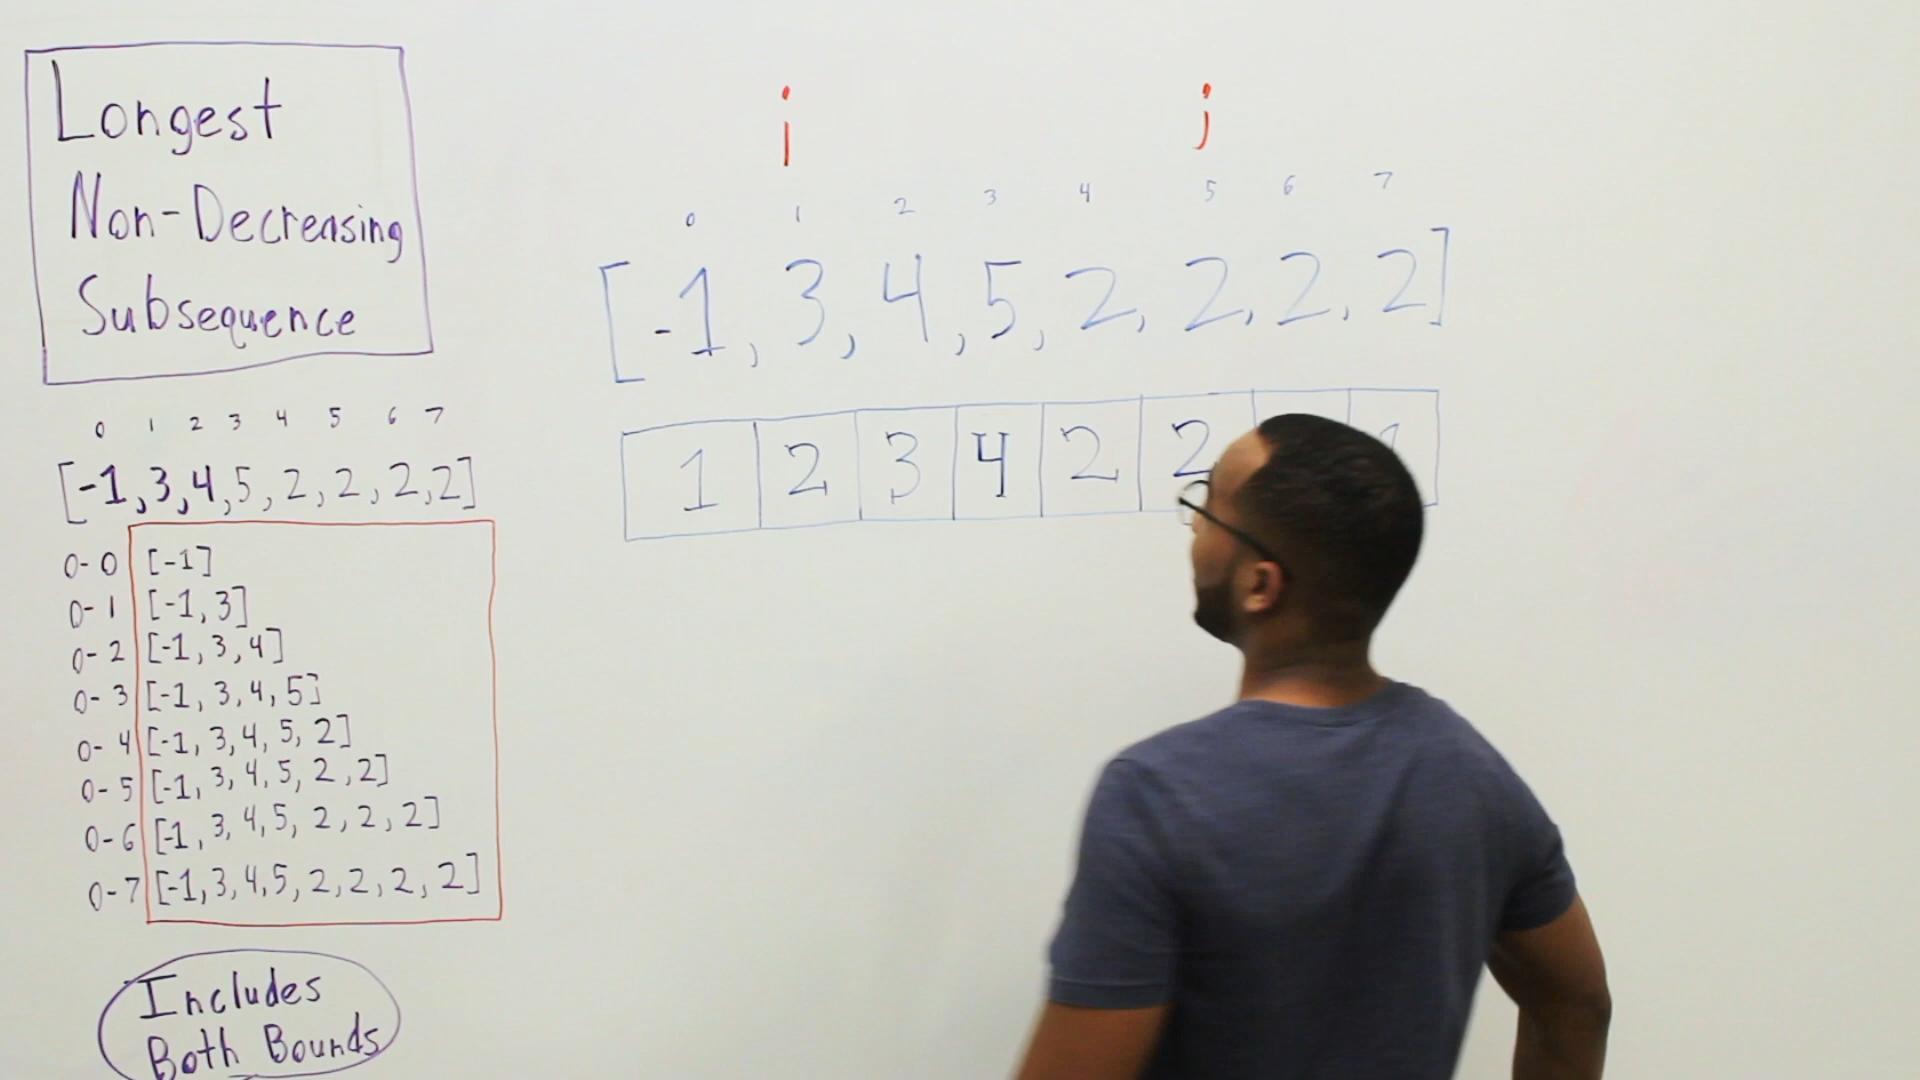 Longest
Non-Decreasing
Subsequence
0 1 2 3 4 5 6 7
[-1, 3, 4, 5, 2, 2, 2, 2]
0-0 [-1]
0-1 [-1, 3]
0-2 [-1, 3, 4]
0-3 [-1, 3, 4, 5]
0-4 [-1, 3, 4, 5, 2]
0-5 [-1, 3, 4, 5, 2, 2]
0-6 [-1, 3, 4, 5, 2, 2, 2]
0-7 [-1, 3, 4, 5, 2, 2, 2, 2]
Includes
Both Bounds
i j
0 1 2 3 4 5 6 7
[-1, 3, 4, 5, 2, 2, 2, 2]
1 2 3 4 2 2